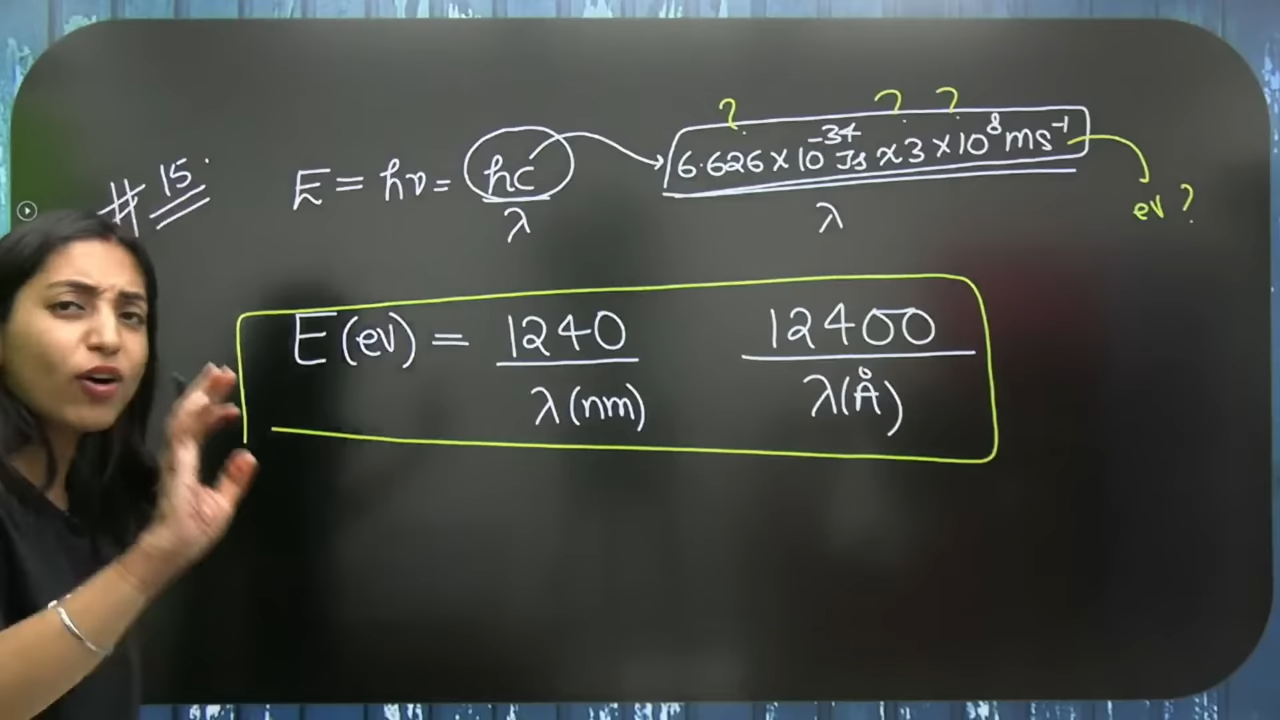 # 15.
E = hν = hc/λ → 6.626 × 10⁻³⁴ Js × 3 × 10⁸ ms⁻¹ / λ
? ? ?
ev ?
E (ev) = 1240 / λ (nm) 12400 / λ (Å)